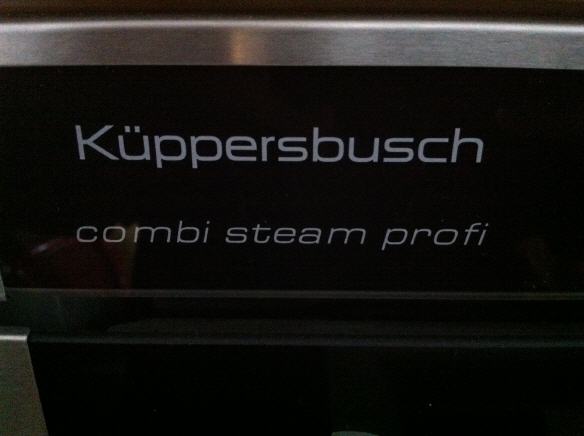 Küppersbusch
combi steam profi